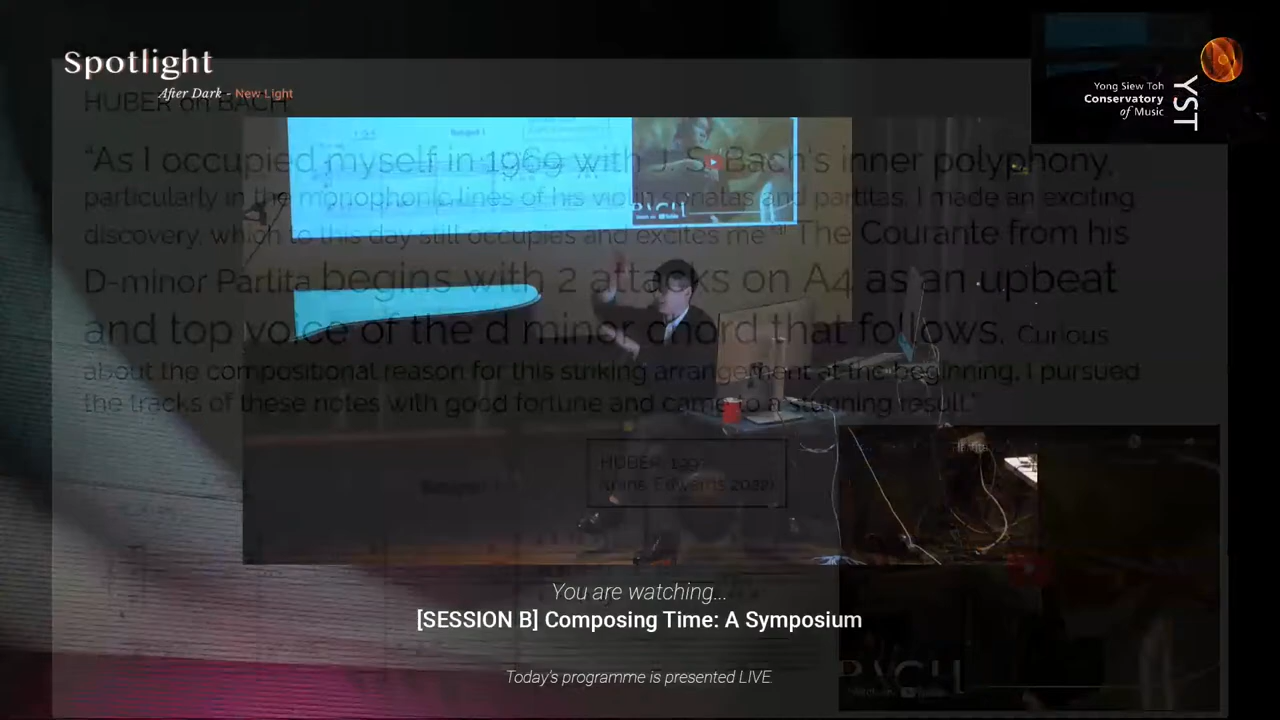 Spotlight
After Dark - New Light
Yong Siew Toh
Conservatory
of Music
YST
HUBER on BACH:
"As I occupied myself in 1969 with J. S. Bach's inner polyphony,
particularly in the monophonic lines of his violin sonatas and partitas, I made an exciting
discovery, which to this day still occupies and excites me The Courante from his
D-minor Partita begins with 2 attacks on A4 as an upbeat
and top voice of the d minor chord that follows. Curious
about the compositional reason for this striking arrangement at the beginning, I pursued
the tracks of these notes with good fortune and came to a stunning result."
HUBER,
Edwards 2022)
You are watching...
[SESSION B] Composing Time: A Symposium
Today's programme is presented LIVE
BACH